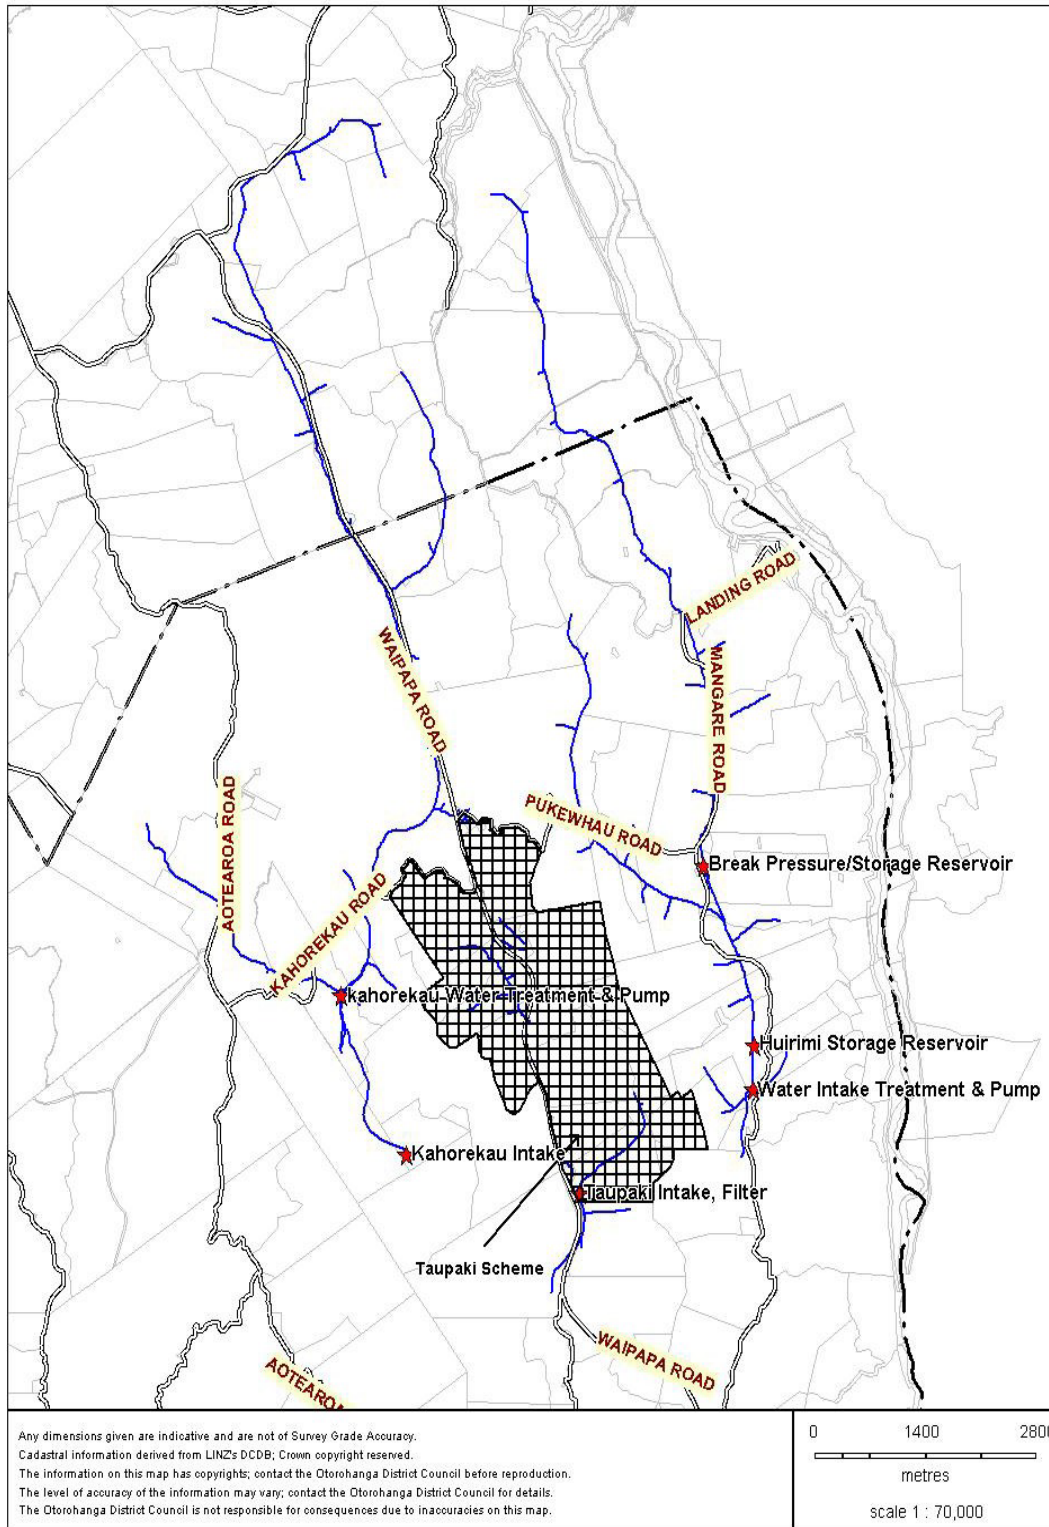 LANDING ROAD
WAIPAPA ROAD
MANGARE ROAD
AOTEAROA ROAD
PUKEWHAU ROAD
Break Pressure/Storage Reservoir
KAHOREKAU ROAD
kahorekau Water Treatment & Pump
Huirimi Storage Reservoir
Water Intake Treatment & Pump
Kahorekau Intake
Taupaki Intake, Filter
Taupaki Scheme
WAIPAPA ROAD
AOTEAROA
Any dimensions given are indicative and are not of Survey Grade Accuracy.
Cadastral information derived from LINZ's DCDB; Crown copyright reserved.
The information on this map has copyrights; contact the Otorohanga District Council before reproduction.
The level of accuracy of the information may vary; contact the Otorohanga District Council for details.
The Otorohanga District Council is not responsible for consequences due to inaccuracies on this map.
0 1400 2800
metres
scale 1 : 70,000